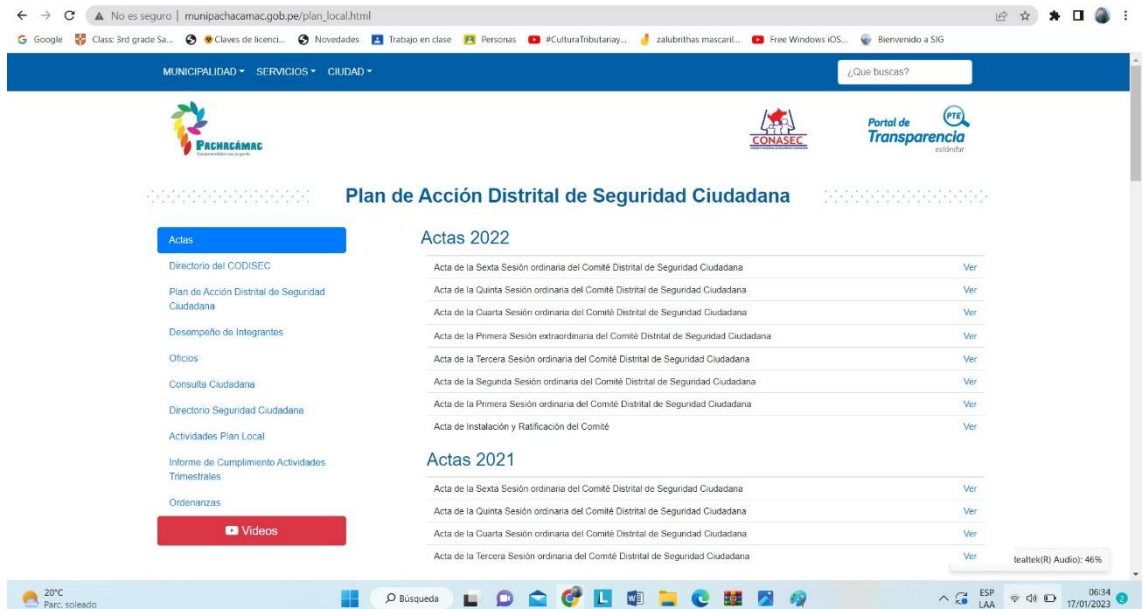 No es seguro | munipachacamac.gob.pe/plan_local.html
Google Class: 3rd grade Sa... Claves de licenci... Novedades Trabajo en clase Personas #CulturaTributariay... zalubrithas mascaril... Free Windows iOS... Bienvenido a SIG
MUNICIPALIDAD SERVICIOS CIUDAD ¿Que buscas?
PACHACÁMAC
CONASEC
Portal de PTE
Transparencia
estándar
Plan de Acción Distrital de Seguridad Ciudadana
Actas
Directorio del CODISEC
Plan de Acción Distrital de Seguridad
Ciudadana
Desempeño de Integrantes
Oficios
Consulta Ciudadana
Directorio Seguridad Ciudadana
Actividades Plan Local
Informe de Cumplimiento Actividades
Trimestrales
Ordenanzas
Videos
Actas 2022
Acta de la Sexta Sesión ordinaria del Comité Distrital de Seguridad Ciudadana Ver
Acta de la Quinta Sesión ordinaria del Comité Distrital de Seguridad Ciudadana Ver
Acta de la Cuarta Sesión ordinaria del Comité Distrital de Seguridad Ciudadana Ver
Acta de la Primera Sesión extraordinaria del Comité Distrital de Seguridad Ciudadana Ver
Acta de la Tercera Sesión ordinaria del Comité Distrital de Seguridad Ciudadana Ver
Acta de la Segunda Sesión ordinaria del Comité Distrital de Seguridad Ciudadana Ver
Acta de la Primera Sesión ordinaria del Comité Distrital de Seguridad Ciudadana Ver
Acta de Instalación y Ratificación del Comité Ver
Actas 2021
Acta de la Sexta Sesión ordinaria del Comité Distrital de Seguridad Ciudadana Ver
Acta de la Quinta Sesión ordinaria del Comité Distrital de Seguridad Ciudadana Ver
Acta de la Cuarta Sesión ordinaria del Comité Distrital de Seguridad Ciudadana Ver
Acta de la Tercera Sesión ordinaria del Comité Distrital de Seguridad Ciudadana Ver
Realtek(R) Audio): 46%
20°C
Parc. soleado
Búsqueda
ESP
LAA
06:34
17/01/2023
2